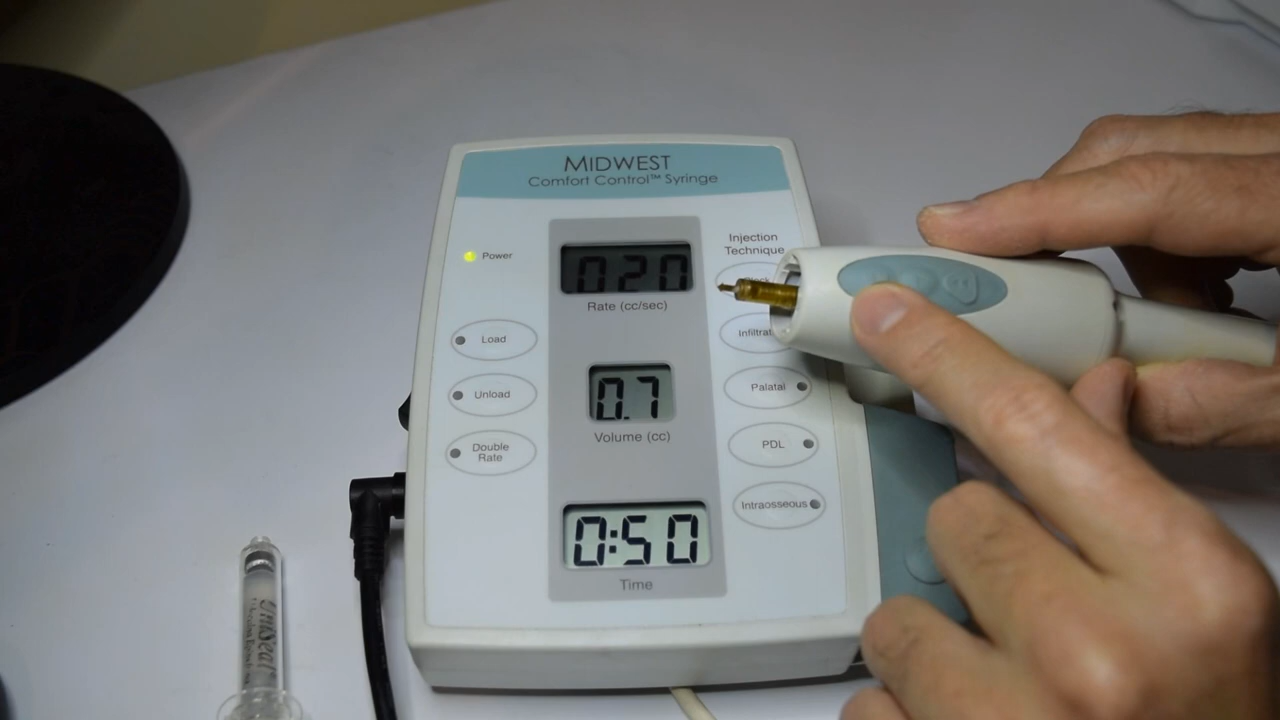 MIDWEST
Comfort Control™ Syringe
Power
020
Rate (cc/sec)
Injection
Technique
Load
Unload
Double
Rate
0.7
Volume (cc)
Palatal
PDL
Intraosseous
0:50
Time
UniSeal